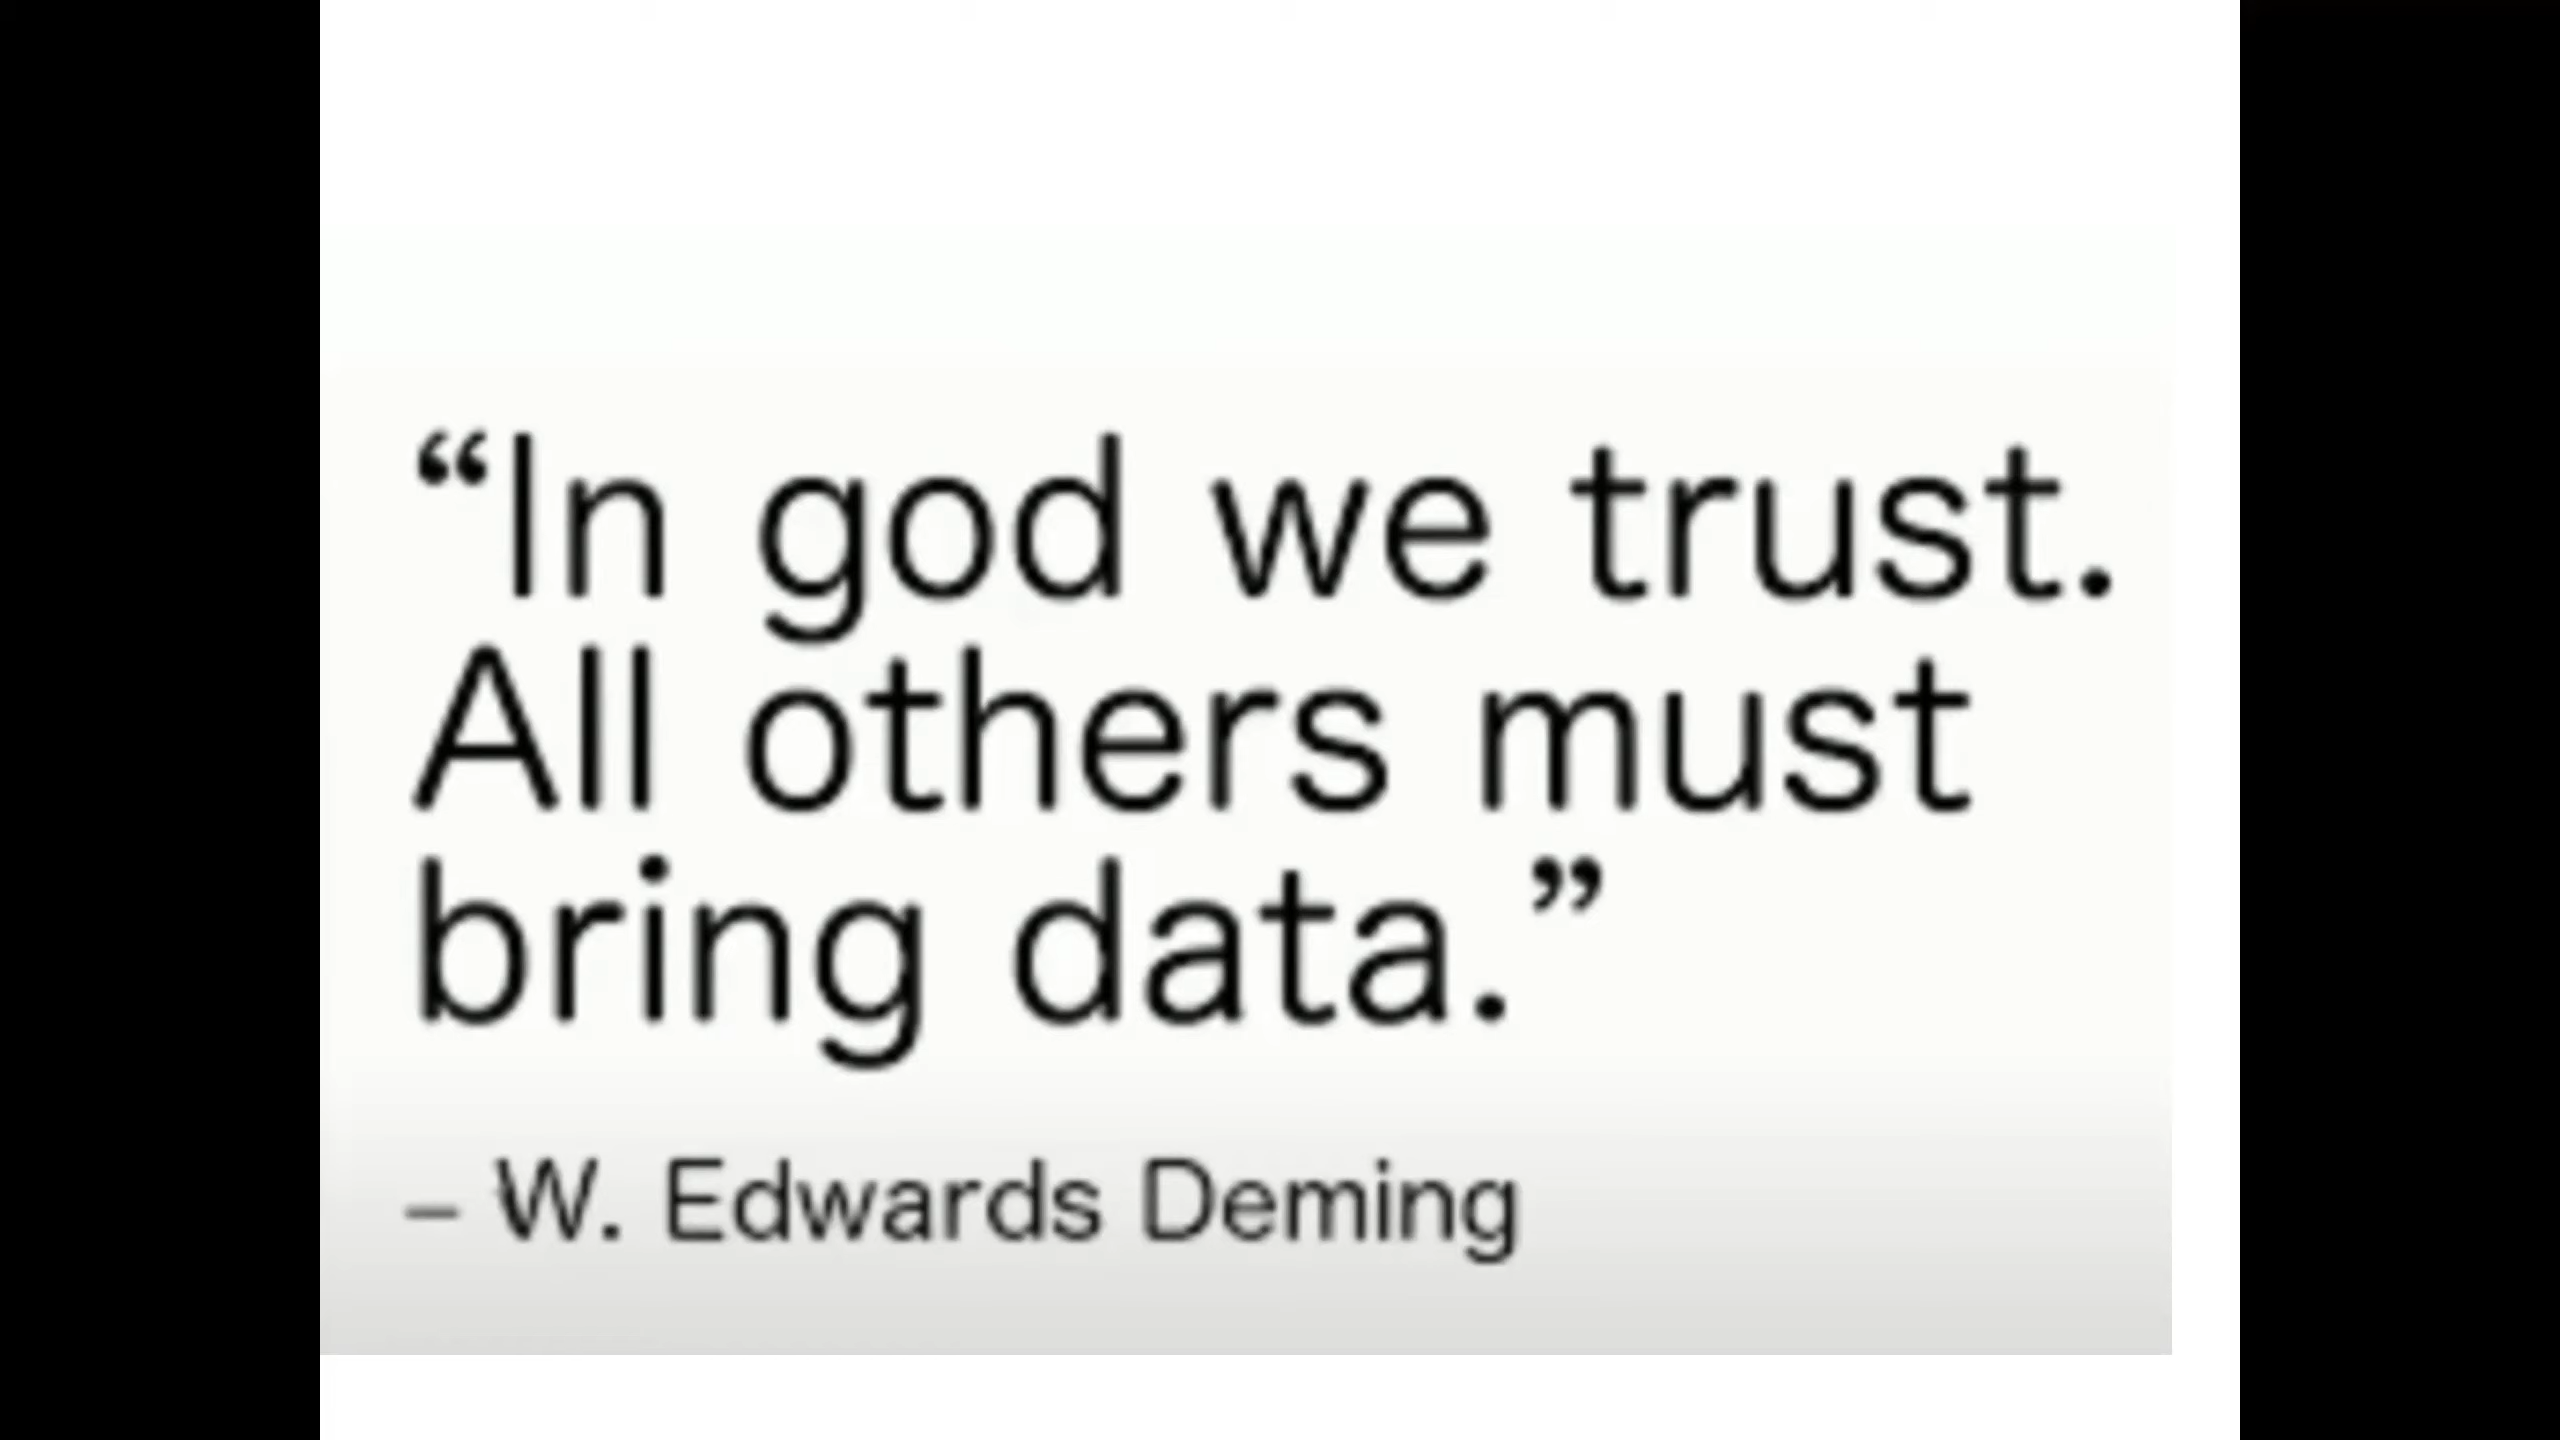 “In god we trust.
All others must
bring data.”
– W. Edwards Deming